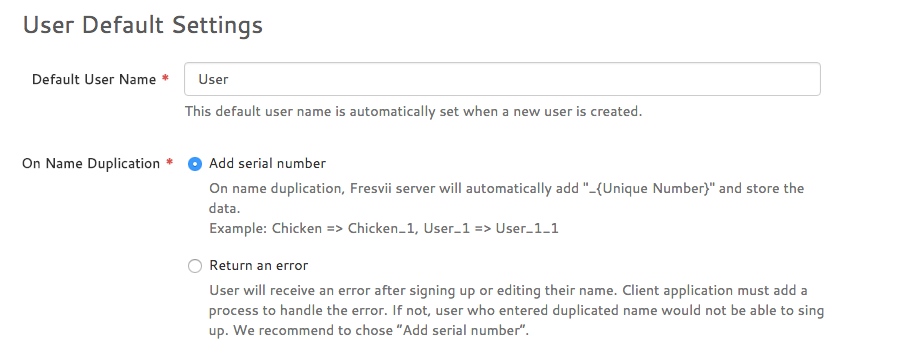 User Default Settings
Default User Name *
User
This default user name is automatically set when a new user is created.
On Name Duplication *
Add serial number
On name duplication, Fresvii server will automatically add "_{Unique Number}" and store the
data.
Example: Chicken => Chicken_1, User_1 => User_1_1
Return an error
User will receive an error after signing up or editing their name. Client application must add a
process to handle the error. If not, user who entered duplicated name would not be able to sing
up. We recommend to chose “Add serial number”.